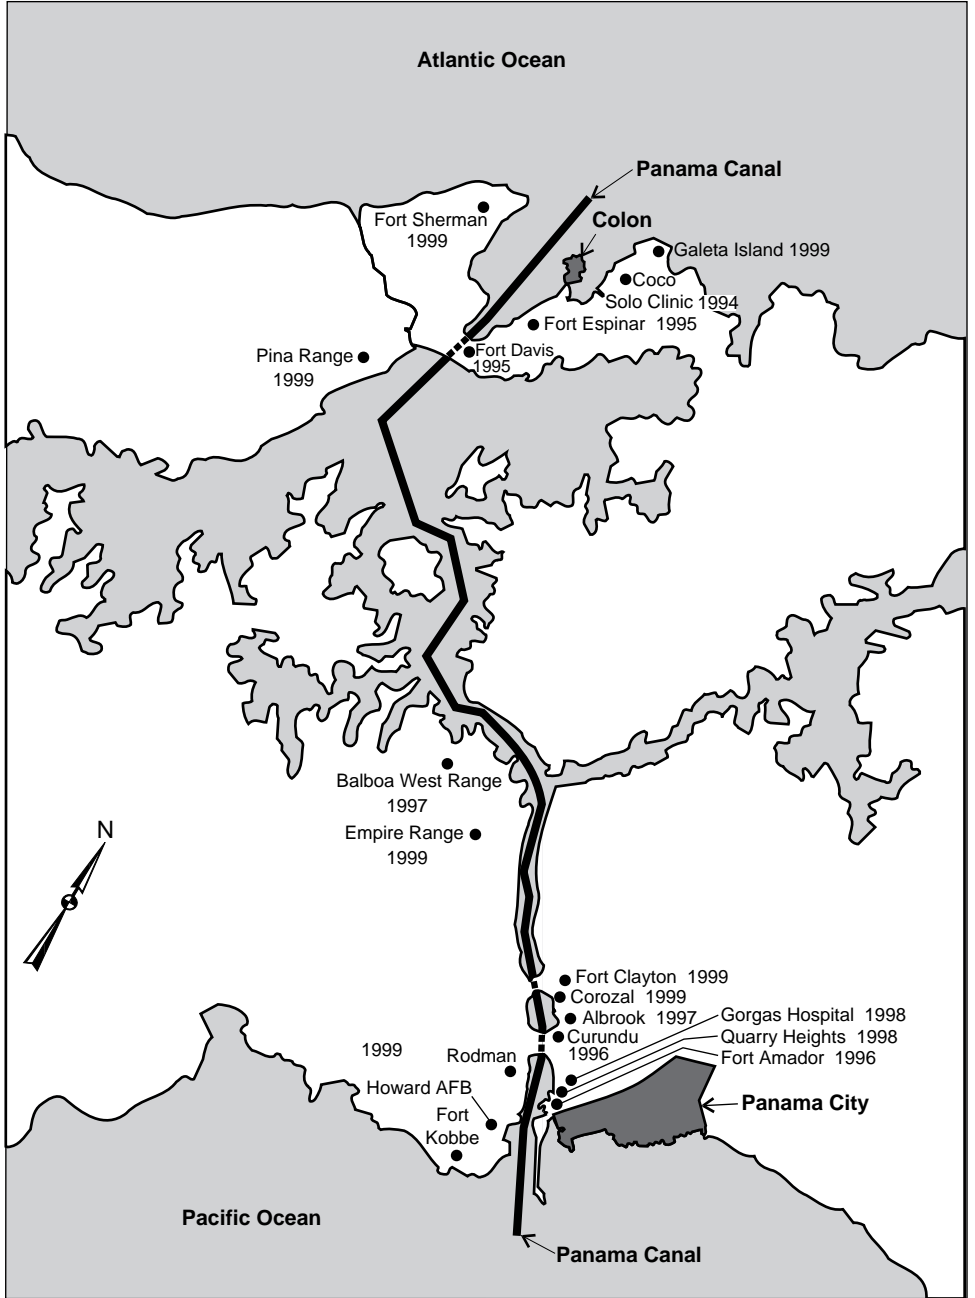 Atlantic Ocean
Panama Canal
Fort Sherman
1999
Colon
Galeta Island 1999
Coco
Solo Clinic 1994
Fort Espinar 1995
Pina Range
1999
Fort Davis
1995
Balboa West Range
1997
Empire Range
1999
N
Fort Clayton 1999
Corozal 1999
Albrook 1997
Curundu
1996
Gorgas Hospital 1998
Quarry Heights 1998
Fort Amador 1996
1999
Rodman
Howard AFB
Fort
Kobbe
Panama City
Pacific Ocean
Panama Canal